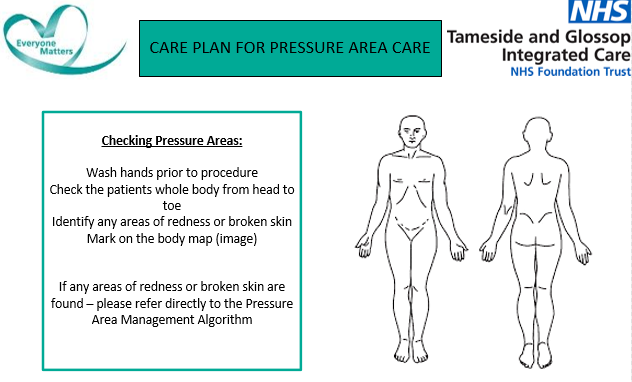 Everyone
Matters
CARE PLAN FOR PRESSURE AREA CARE
NHS
Tameside and Glossop
Integrated Care
NHS Foundation Trust
Checking Pressure Areas:
Wash hands prior to procedure
Check the patients whole body from head to
toe
Identify any areas of redness or broken skin
Mark on the body map (image)
If any areas of redness or broken skin are
found – please refer directly to the Pressure
Area Management Algorithm